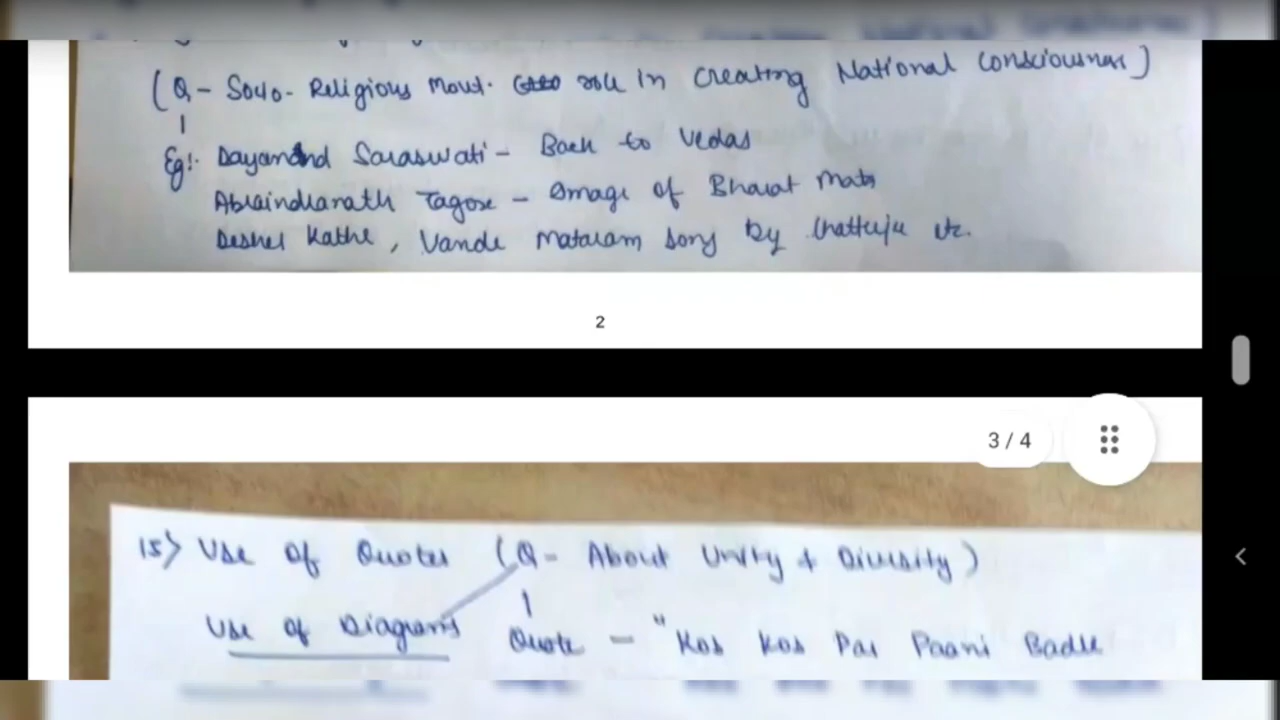 (Q - Socio-Religious Movt. role in Creating National Consciousness]
Eg:- Dayanand Saraswati - Back to Vedas
Tagore - Image of Bharat Mata
Desher Kathe, Vande Mataram song by Chatterjee etc.
2
3 / 4
15> Use of Quotes (Q- About Unity & Diversity)
Use of Diagrams Quote - "Kos Kos Par Paani Badle